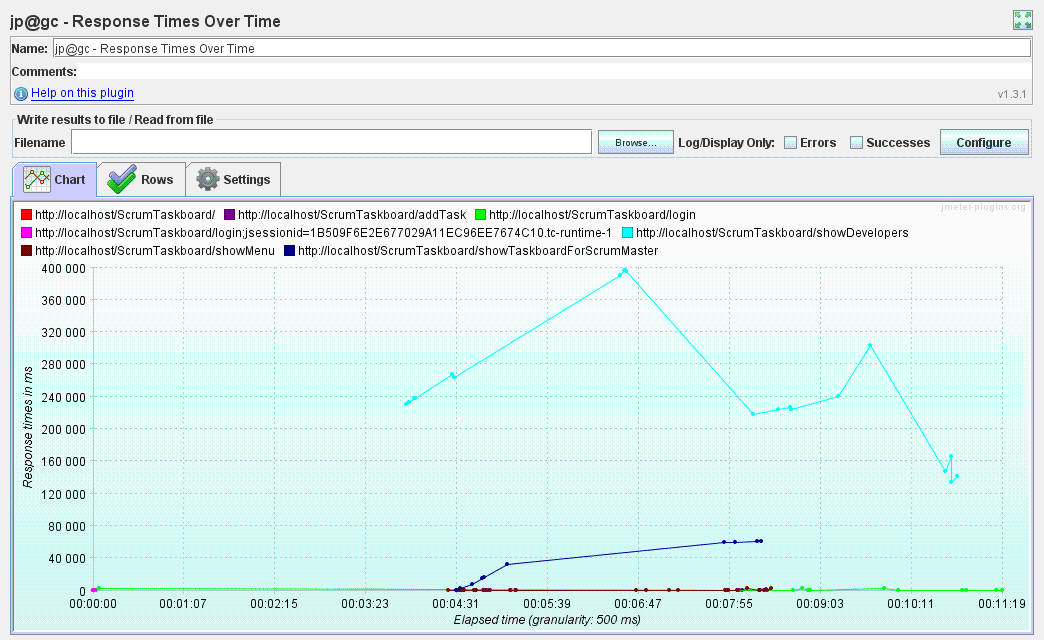 jp@gc - Response Times Over Time
Name: jp@gc - Response Times Over Time
Comments:
Help on this plugin
v1.3.1
Write results to file / Read from file
Filename Browse... Log/Display Only: Errors Successes Configure
Chart Rows Settings
jmeter-plugins.org
http://localhost/ScrumTaskboard/ http://localhost/ScrumTaskboard/addTask http://localhost/ScrumTaskboard/login
http://localhost/ScrumTaskboard/login;jsessionid=1B509F6E2E677029A11EC96EE7674C10.tc-runtime-1 http://localhost/ScrumTaskboard/showDevelopers
http://localhost/ScrumTaskboard/showMenu http://localhost/ScrumTaskboard/showTaskboardForScrumMaster
400 000
360 000
320 000
280 000
240 000
200 000
160 000
120 000
80 000
40 000
0
Response times in ms
00:00:00 00:01:07 00:02:15 00:03:23 00:04:31 00:05:39 00:06:47 00:07:55 00:09:03 00:10:11 00:11:19
Elapsed time (granularity: 500 ms)